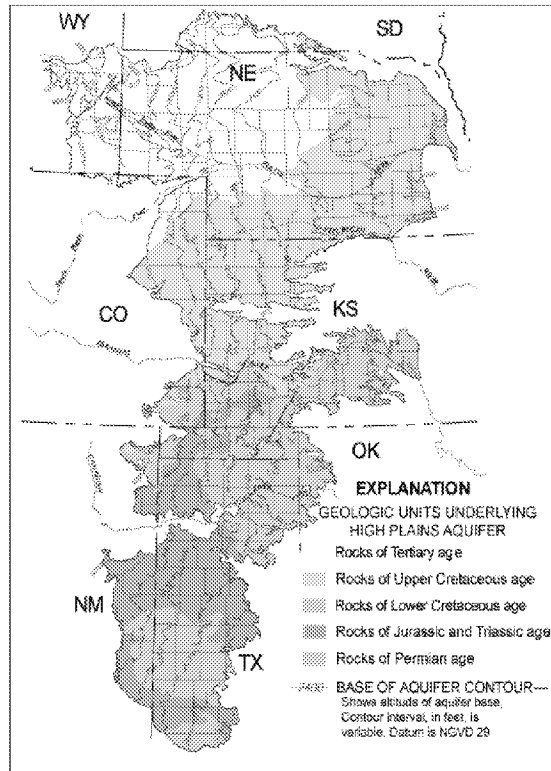 WY
SD
NE
CO
KS
OK
EXPLANATION
GEOLOGIC UNITS UNDERLYING
HIGH PLAINS AQUIFER
Rocks of Tertiary age
Rocks of Upper Cretaceous age
Rocks of Lower Cretaceous age
Rocks of Jurassic and Triassic age
Rocks of Permian age
NM
TX
BASE OF AQUIFER CONTOUR—
Shows altitude of aquifer base,
Contour interval, in feet, is
variable. Datum is NGVD 29